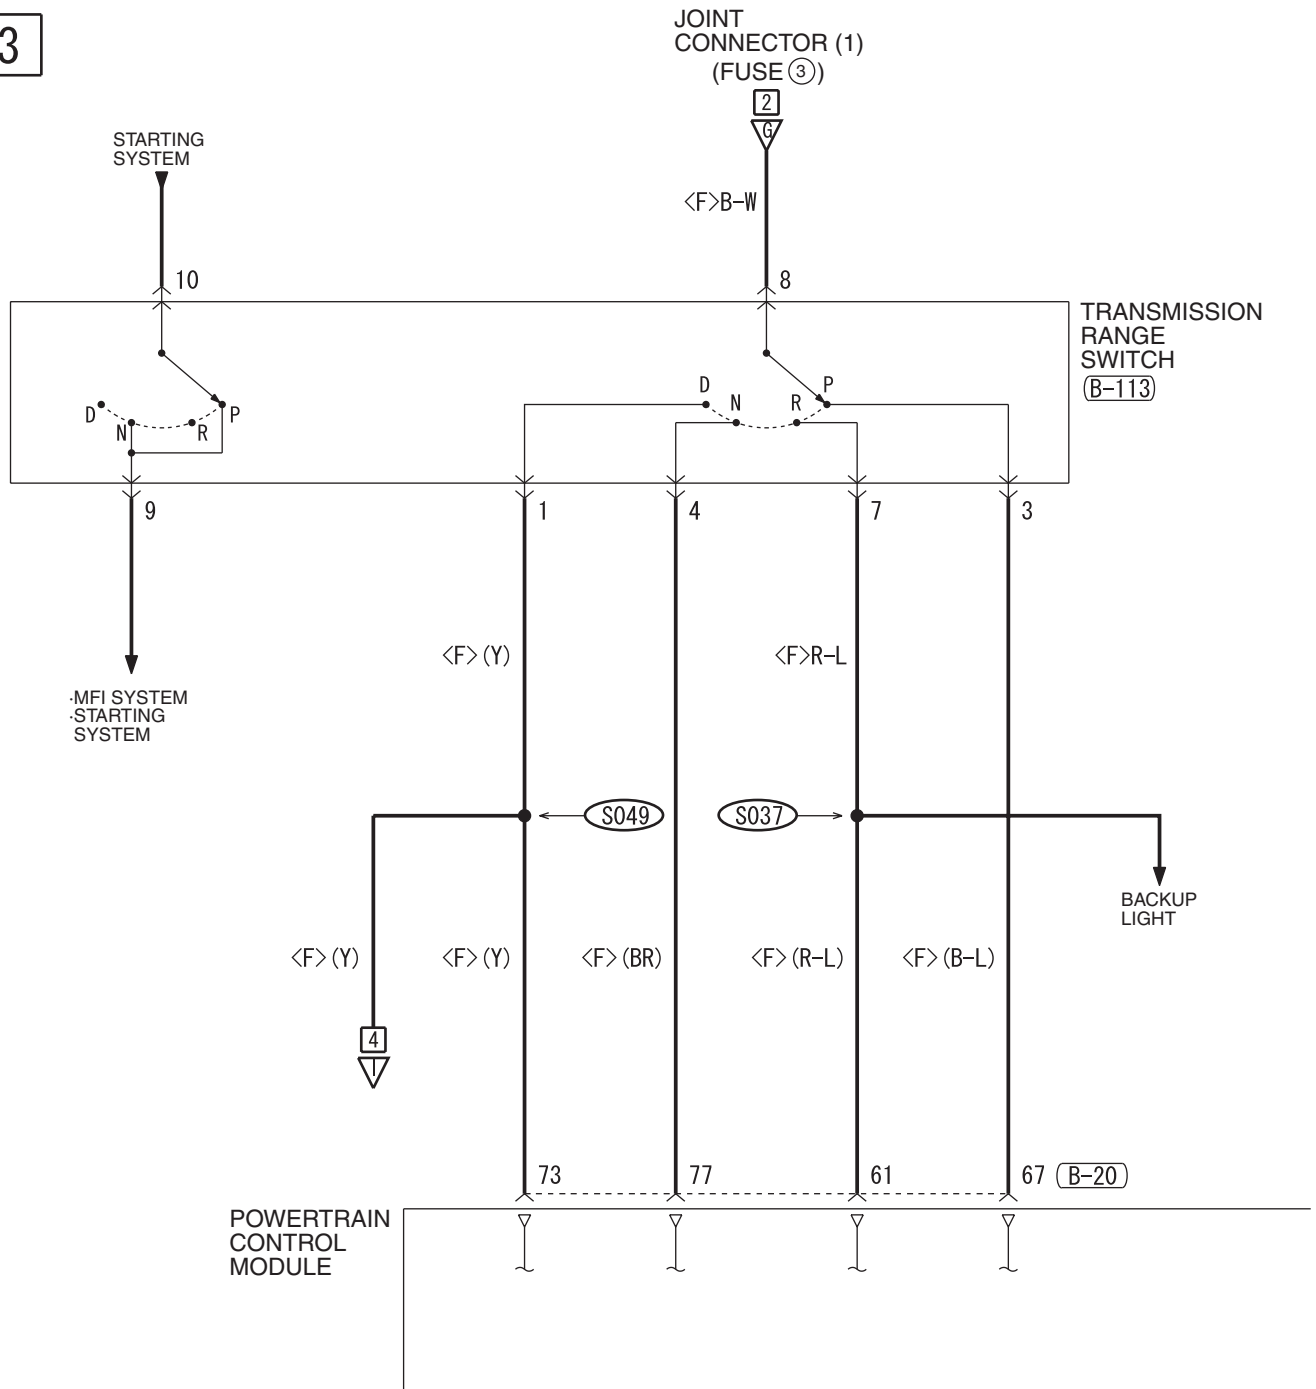 3
JOINT
CONNECTOR (1)
(FUSE ③)
2
G
STARTING
SYSTEM
<F>B-W
10
8
TRANSMISSION
RANGE
SWITCH
B-113
D
N
R
P
D
N
R
P
9
1
4
7
3
<F>(Y)
<F>R-L
·MFI SYSTEM
·STARTING
SYSTEM
S049
S037
BACKUP
LIGHT
<F>(Y)
<F>(Y)
<F>(BR)
<F>(R-L)
<F>(B-L)
4
I
73
77
61
67
B-20
POWERTRAIN
CONTROL
MODULE